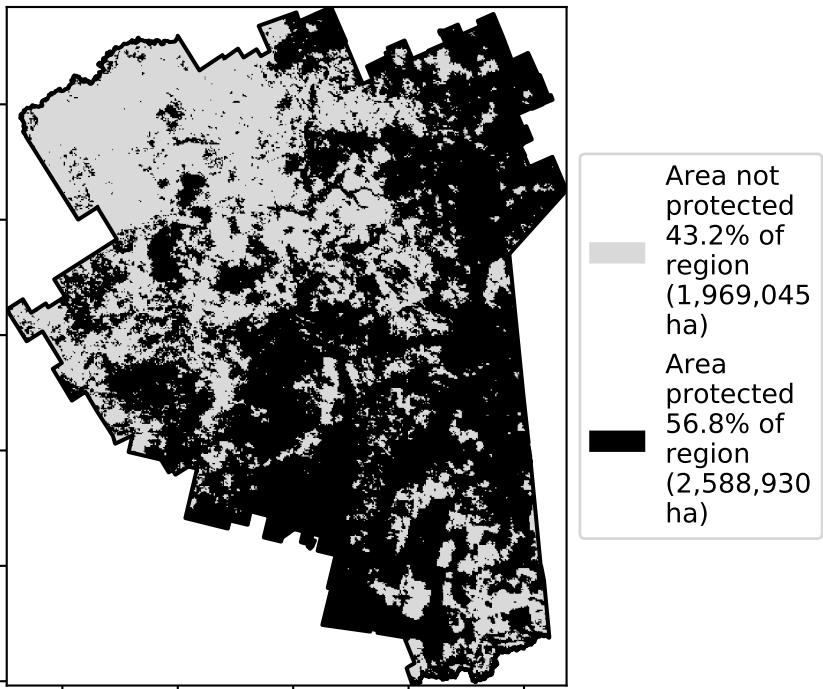 Area not
protected
43.2% of
region
(1,969,045
ha)
Area
protected
56.8% of
region
(2,588,930
ha)